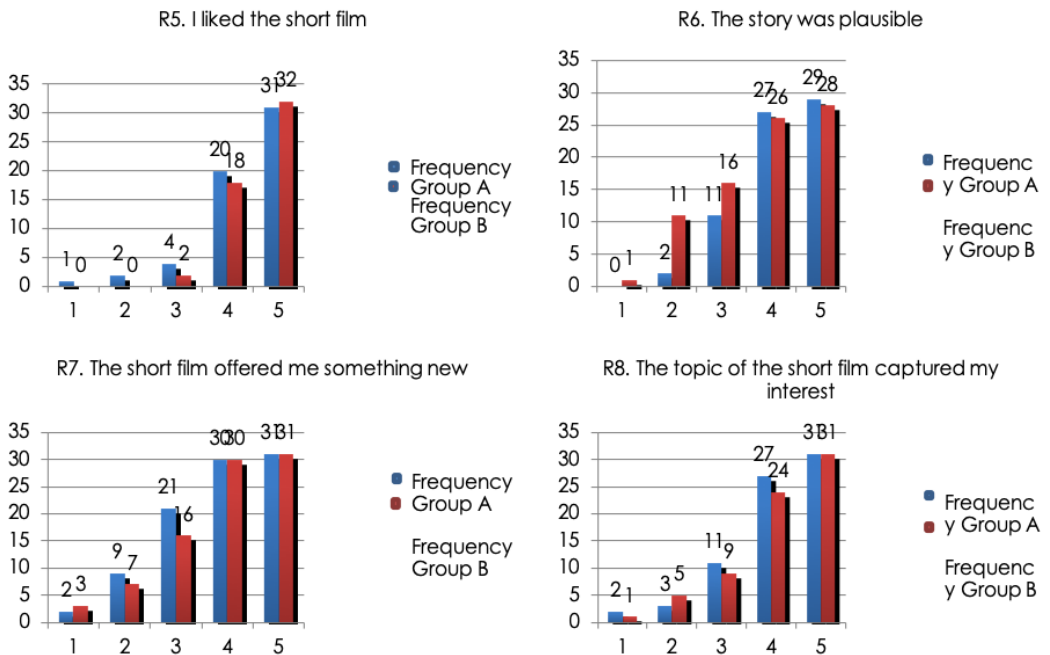 R5. I liked the short film
35
30
25
20
15
10
5
0
1 0
2 0
4 2
20 18
31 32
1 2 3 4 5
Frequency
Group A
Frequency
Group B
R6. The story was plausible
35
30
25
20
15
10
5
0
0 1
2 11
11 16
27 26
29 28
1 2 3 4 5
Frequenc
y Group A
Frequenc
y Group B
R7. The short film offered me something new
35
30
25
20
15
10
5
0
2 3
9 7
21 16
30 30
31 31
1 2 3 4 5
Frequency
Group A
Frequency
Group B
R8. The topic of the short film captured my
interest
35
30
25
20
15
10
5
0
2 1
3 5
11 9
27 24
31 31
1 2 3 4 5
Frequenc
y Group A
Frequenc
y Group B